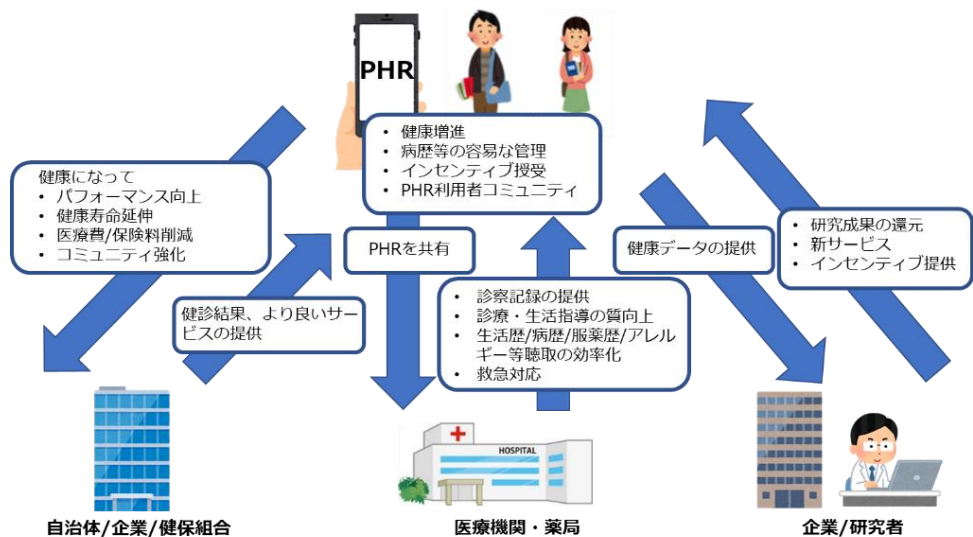 PHR
• 健康増進
• 病歴等の容易な管理
• インセンティブ授受
• PHR利用者コミュニティ
健康になって
• パフォーマンス向上
• 健康寿命延伸
• 医療費/保険料削減
• コミュニティ強化
健診結果、より良いサー
ビスの提供
PHRを共有
• 診察記録の提供
• 診療・生活指導の質向上
• 生活歴/病歴/服薬歴/アレル
ギー等聴取の効率化
• 救急対応
健康データの提供
• 研究成果の還元
• 新サービス
• インセンティブ提供
HOSPITAL
自治体/企業/健保組合
医療機関・薬局
企業/研究者